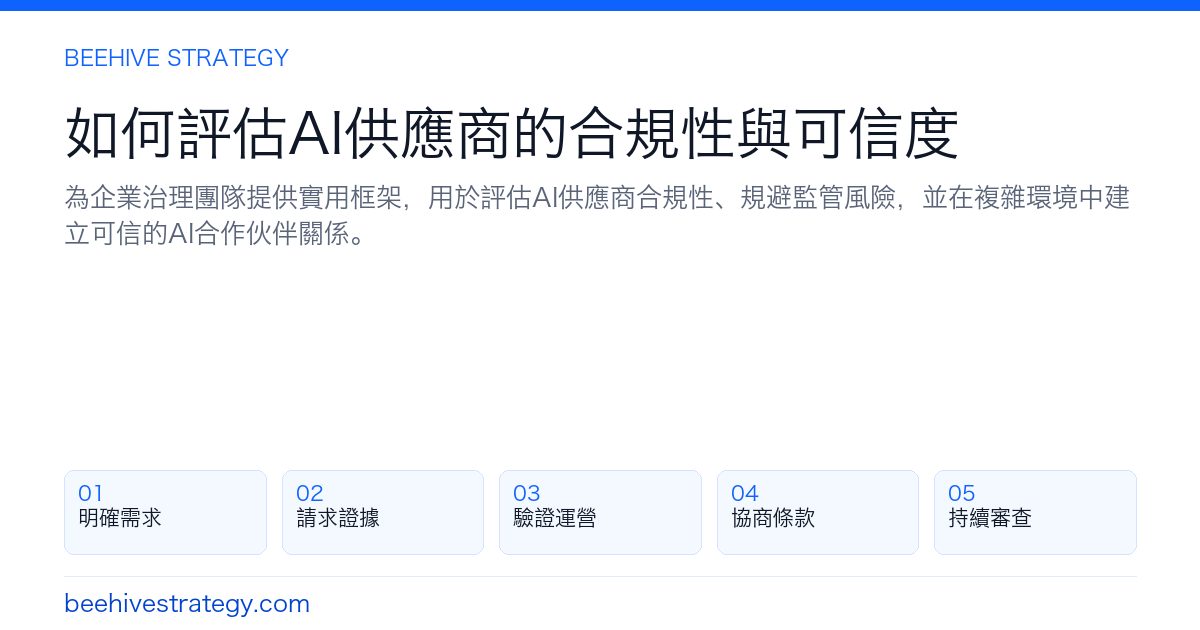 BEEHIVE STRATEGY
如何評估AI供應商的合規性與可信度
為企業治理團隊提供實用框架，用於評估AI供應商合規性、規避監管風險，並在複雜環境中建
立可信的AI合作伙伴關係。
01
明確需求
02
請求證據
03
驗證運營
04
協商條款
05
持續審查
beehivestrategy.com